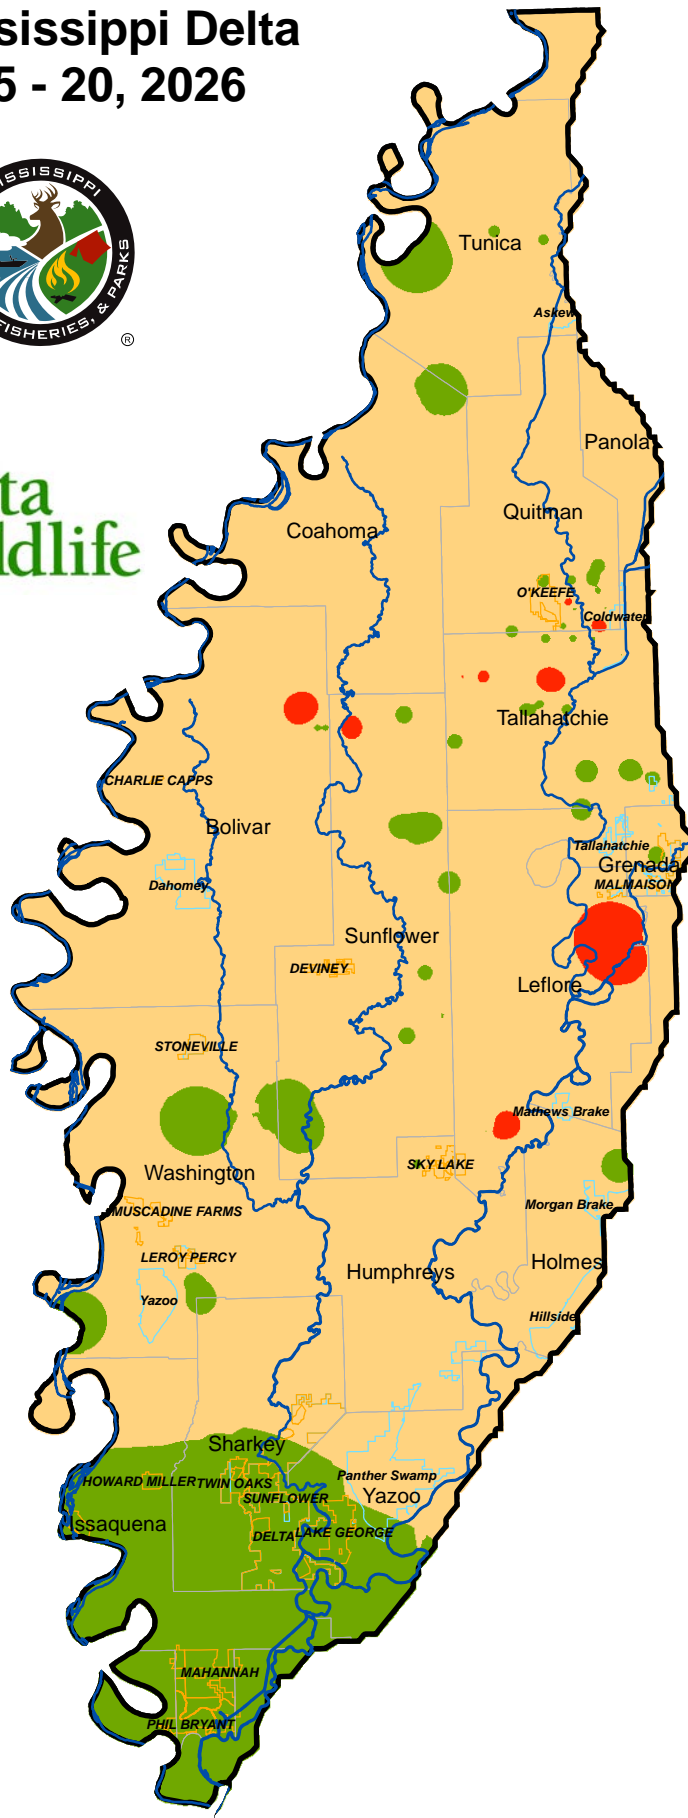 sissippi Delta
5 - 20, 2026
SSISSIPPI
FISHERIES, & PARKS
®
ta
dlife
Tunica
Askew
Panola
Coahoma
Quitman
O'KEEFE
Coldwater
Tallahatchie
CHARLIE CAPPS
Bolivar
Tallahatchie
Grenada
MALMAISON
Dahomey
Sunflower
DEVINEY
Leflore
STONEVILLE
Mathews Brake
SKY LAKE
Washington
Morgan Brake
MUSCADINE FARMS
LEROY PERCY
Humphreys
Holmes
Yazoo
Hillside
Sharkey
Panther Swamp
HOWARD MILLER
TWIN OAKS
SUNFLOWER
Yazoo
Issaquena
DELTA
LAKE GEORGE
MAHANNAH
PHIL BRYANT